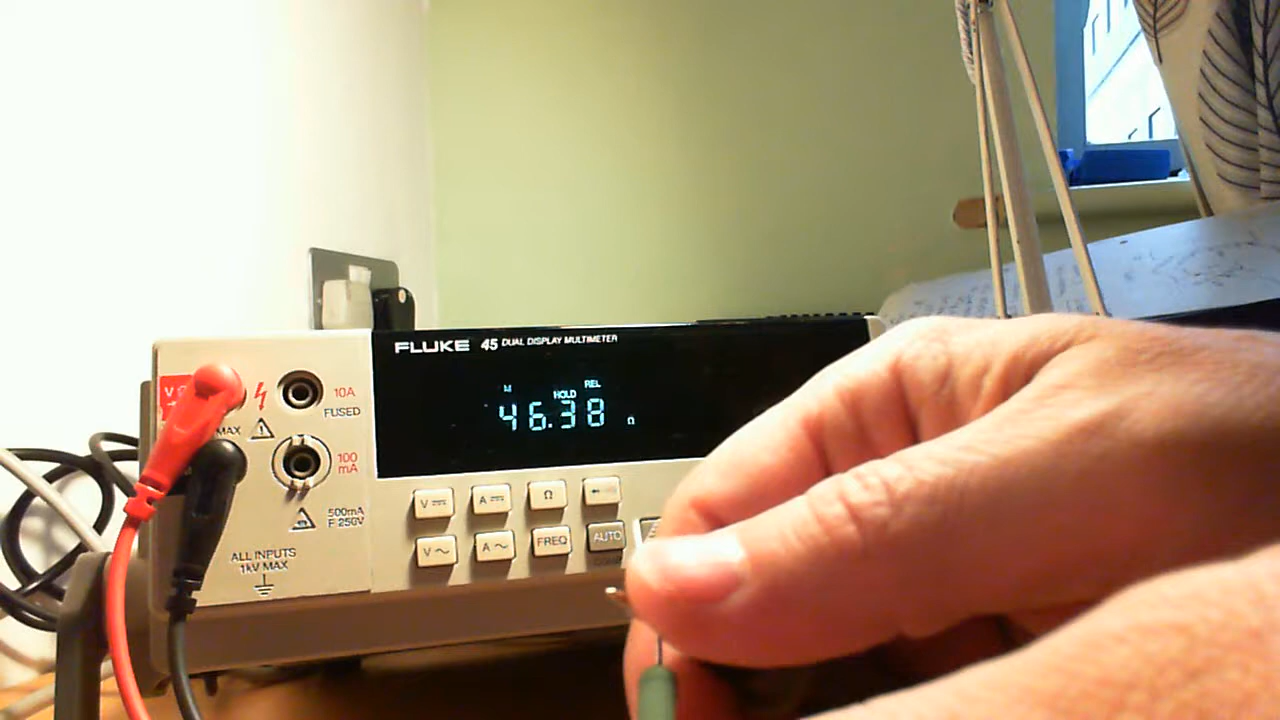 FLUKE 45 DUAL DISPLAY MULTIMETER
M
HOLD REL
46.38 Ω
V Ω
10A
FUSED
MAX
100
mA
500mA
F 250V
ALL INPUTS
1kV MAX
V A Ω
V A FREQ AUTO